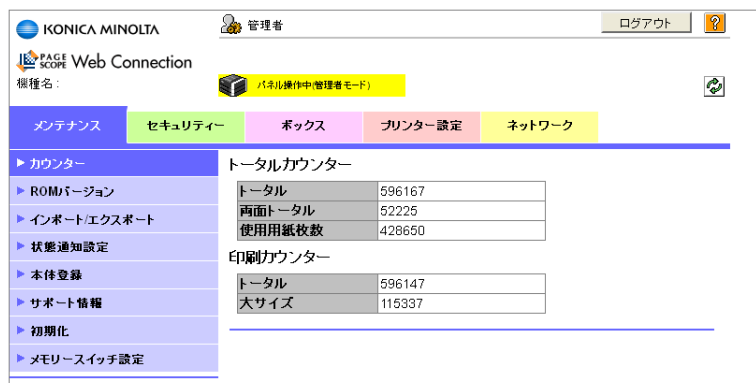 KONICA MINOLTA
管理者
ログアウト
?
PAGE SCOPE Web Connection
機種名:
パネル操作中(管理者モード)
メンテナンス
セキュリティー
ボックス
プリンター設定
ネットワーク
カウンター
ROMバージョン
インポート/エクスポート
状態通知設定
本体登録
サポート情報
初期化
メモリースイッチ設定
トータルカウンター
トータル 596167
両面トータル 52225
使用用紙枚数 428650
印刷カウンター
トータル 596147
大サイズ 115337